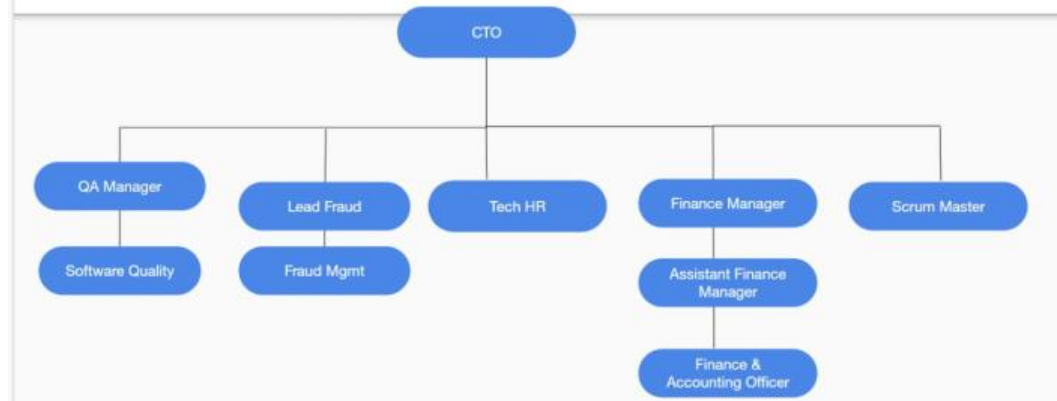 CTO
QA Manager
Lead Fraud
Tech HR
Finance Manager
Scrum Master
Software Quality
Fraud Mgmt
Assistant Finance
Manager
Finance &
Accounting Officer